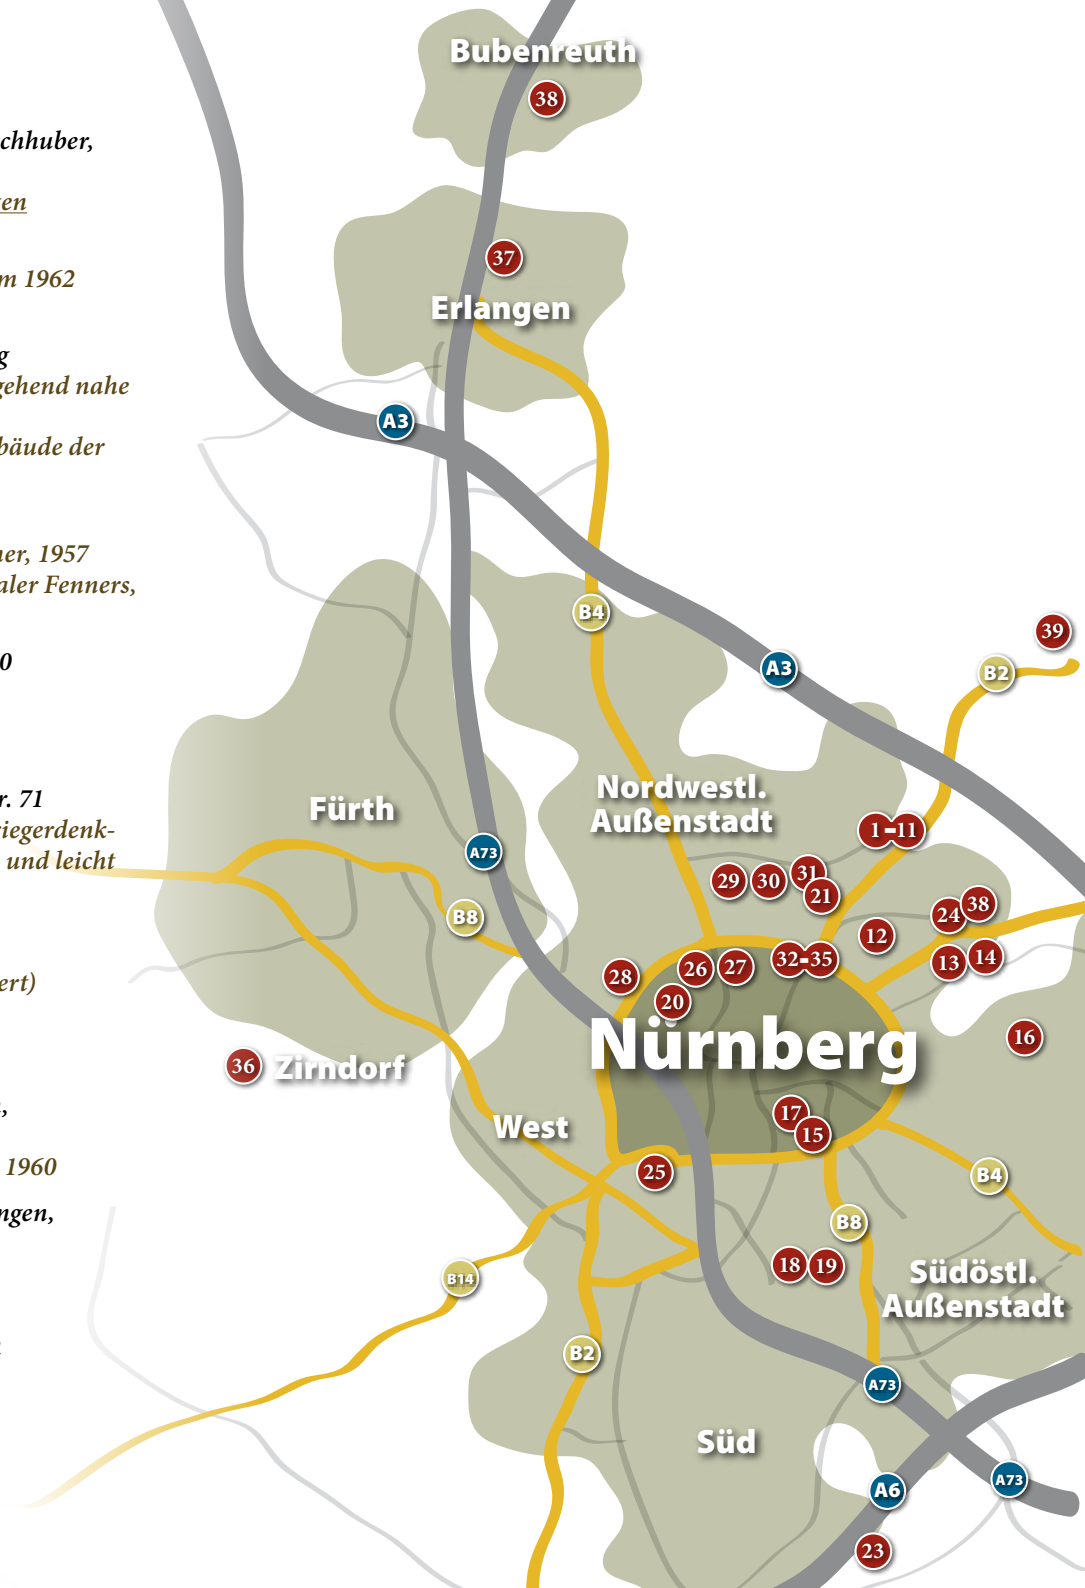 Bubenreuth
38
chhuber,
ten
37
m 1962
Erlangen
g
gehend nahe
A3
bäude der
ner, 1957
aler Fenners,
B4
39
0
A3
B2
Nordwestl.
Außenstadt
r. 71
Fürth
riegerdenk-
1-11
A73
und leicht
29 30 31
21
B8
24 38
12
32-35
13 14
28 26 27
ert)
20
Nürnberg
16
36 Zirndorf
n,
17
West
15
1960
25
B4
ngen,
B8
18 19
Südöstl.
Außenstadt
B14
B2
A73
Süd
A6
A73
23